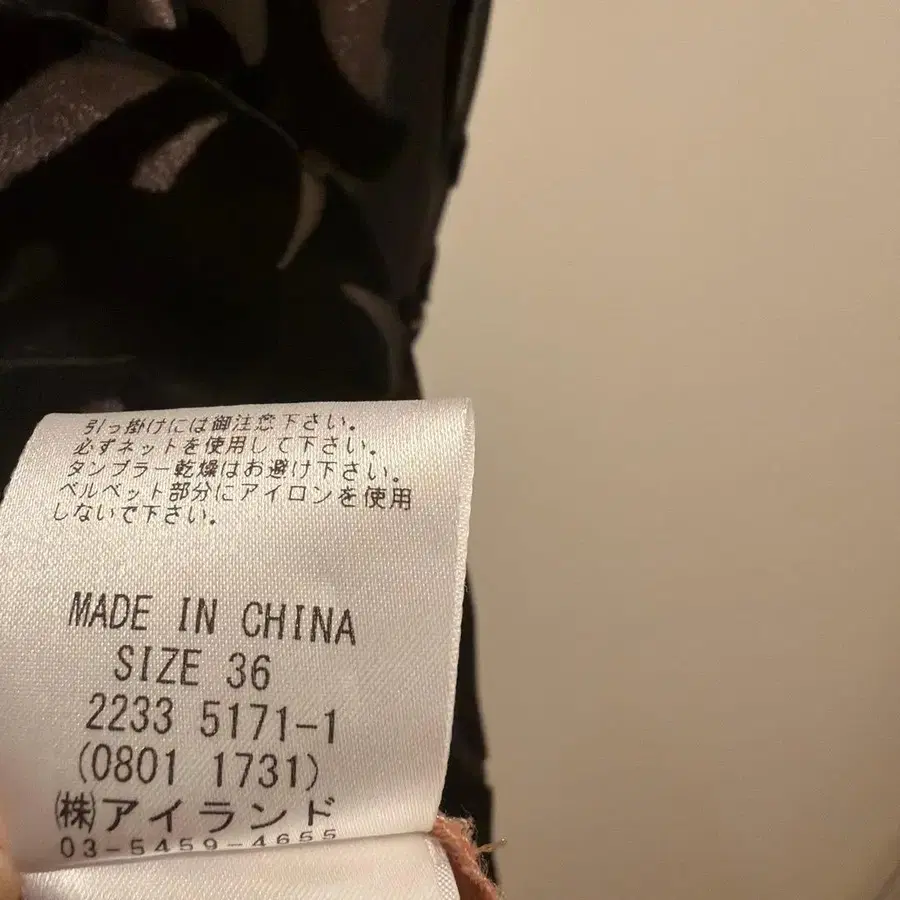 引っ掛けには御注意下さい。
必ずネットを使用して下さい。
タンブラー乾燥はお避け下さい。
ベルベット部分にアイロンを使用
しないで下さい。
MADE IN CHINA
SIZE 36
2233 5171-1
(0801 1731)
㈱アイランド
03-5459-4655